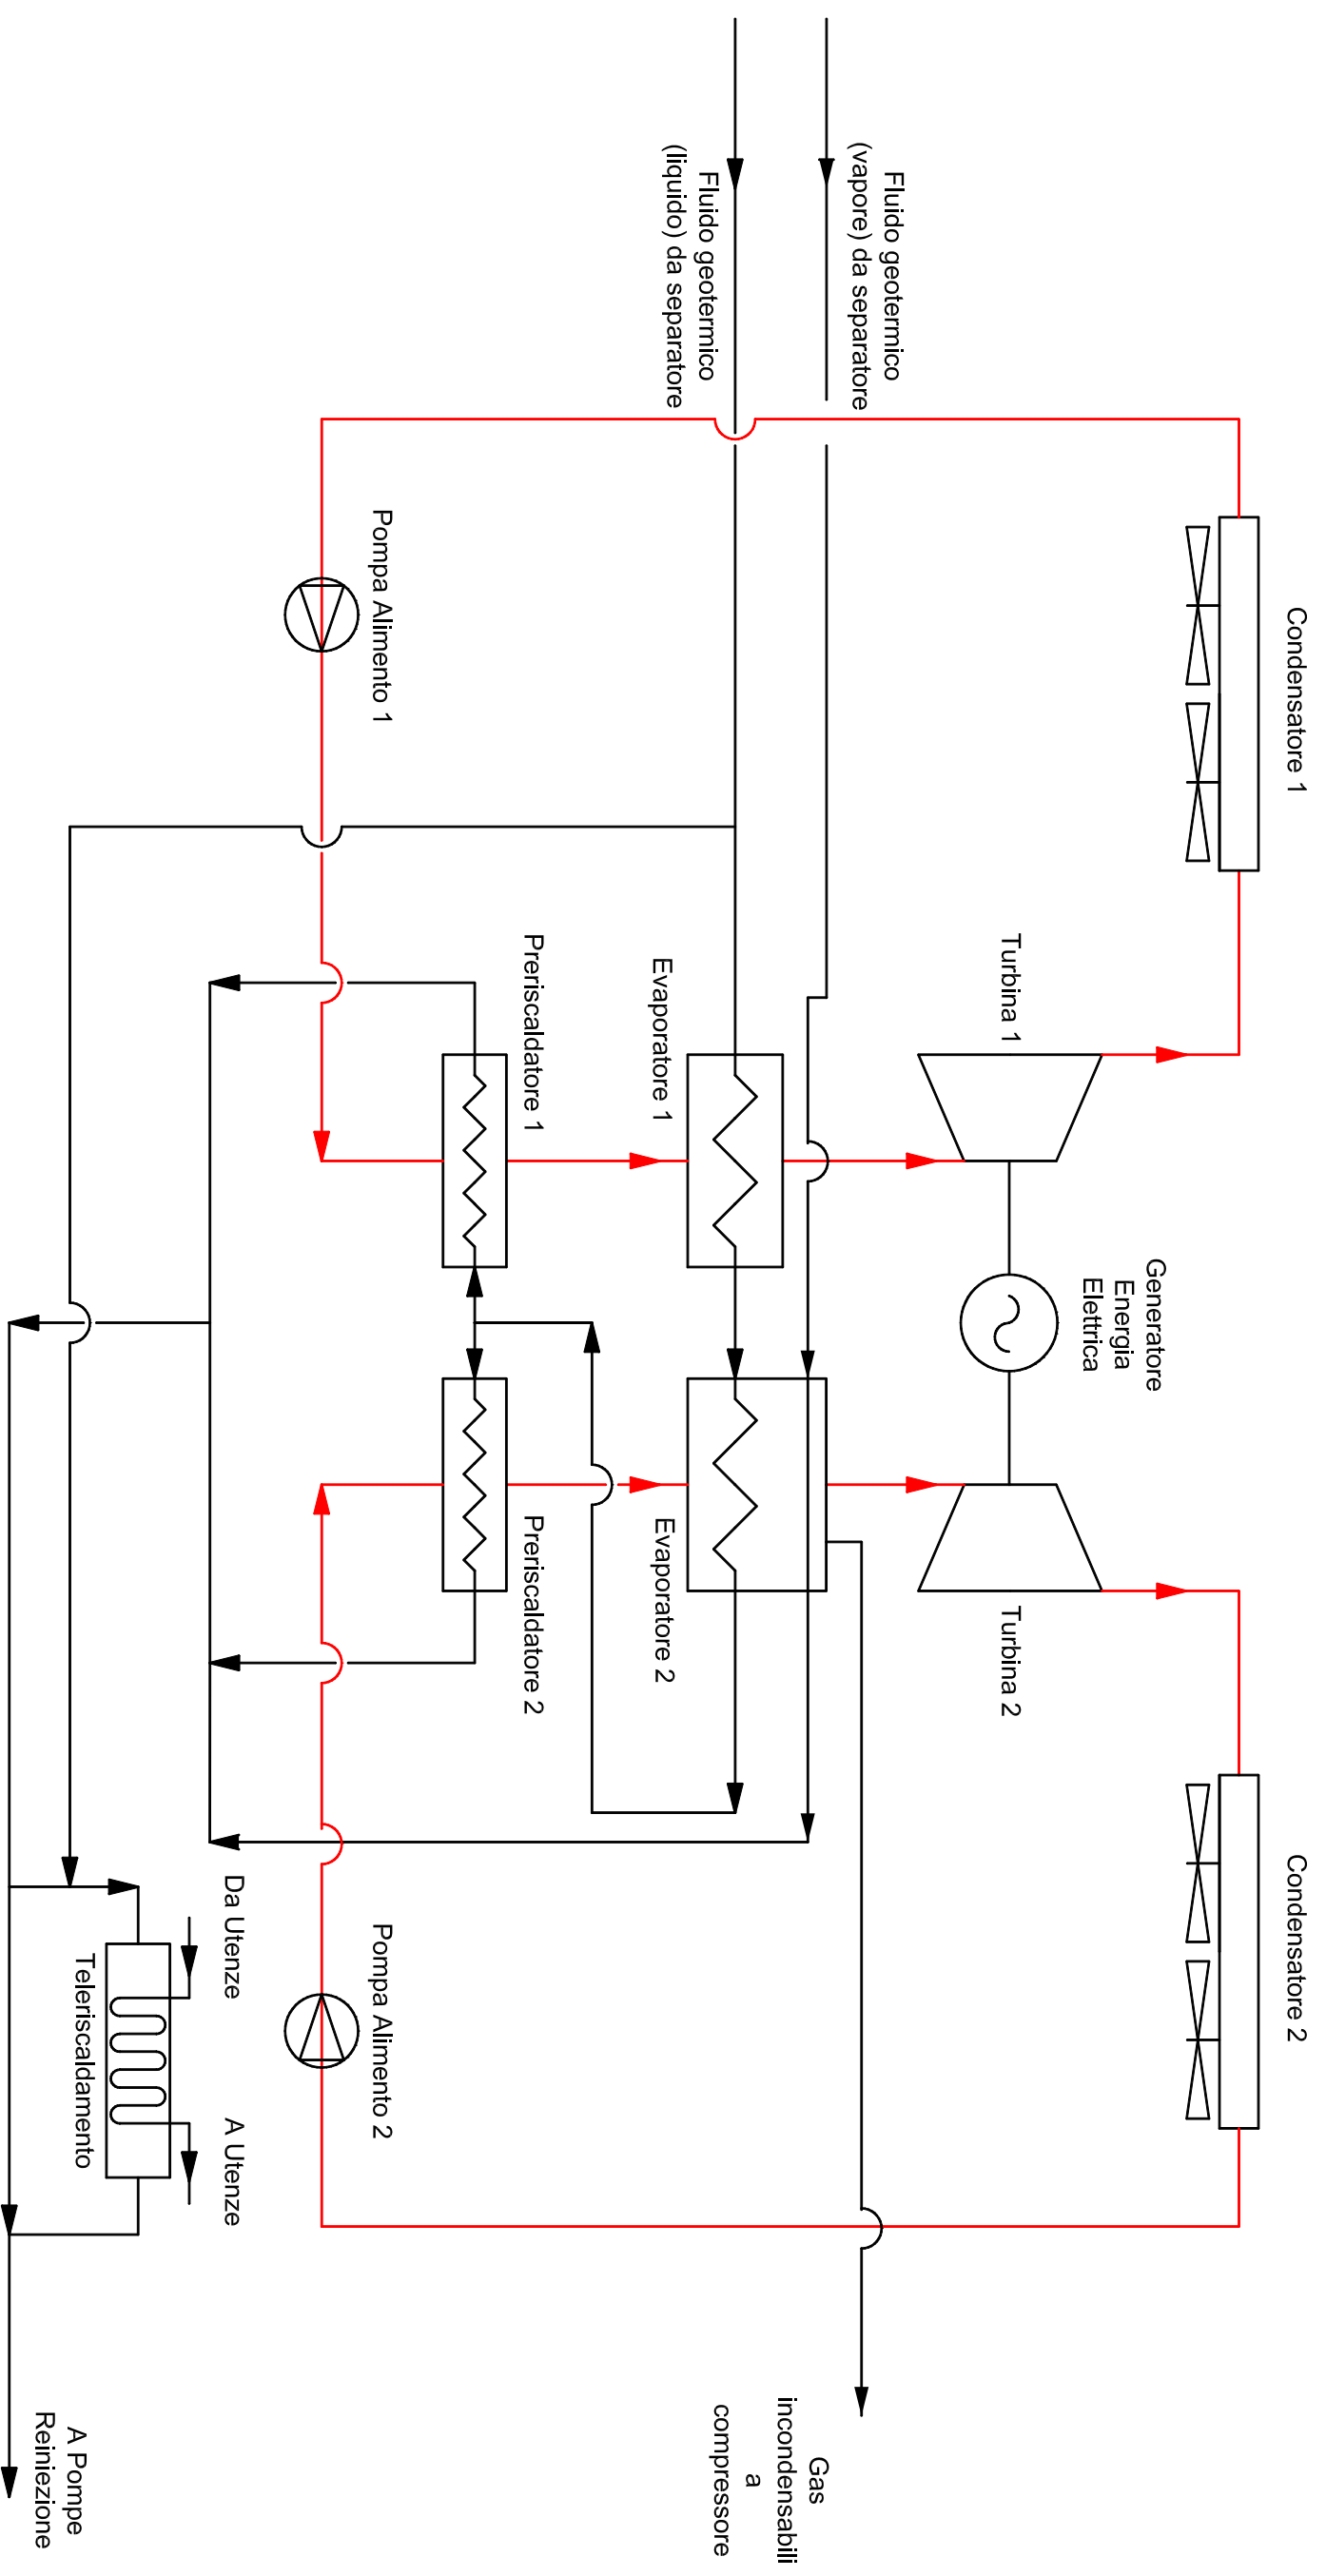 Condensatore 1
Condensatore 2
Generatore
Energia
Elettrica
Turbina 1
Turbina 2
Fluido geotermico
(vapore) da separatore
Gas
incondensabili
a
compressore
Fluido geotermico
(liquido) da separatore
Evaporatore 1
Evaporatore 2
Preriscaldatore 1
Preriscaldatore 2
Pompa Alimento 1
Pompa Alimento 2
Da Utenze
A Utenze
Teleriscaldamento
A Pompe
Reiniezione